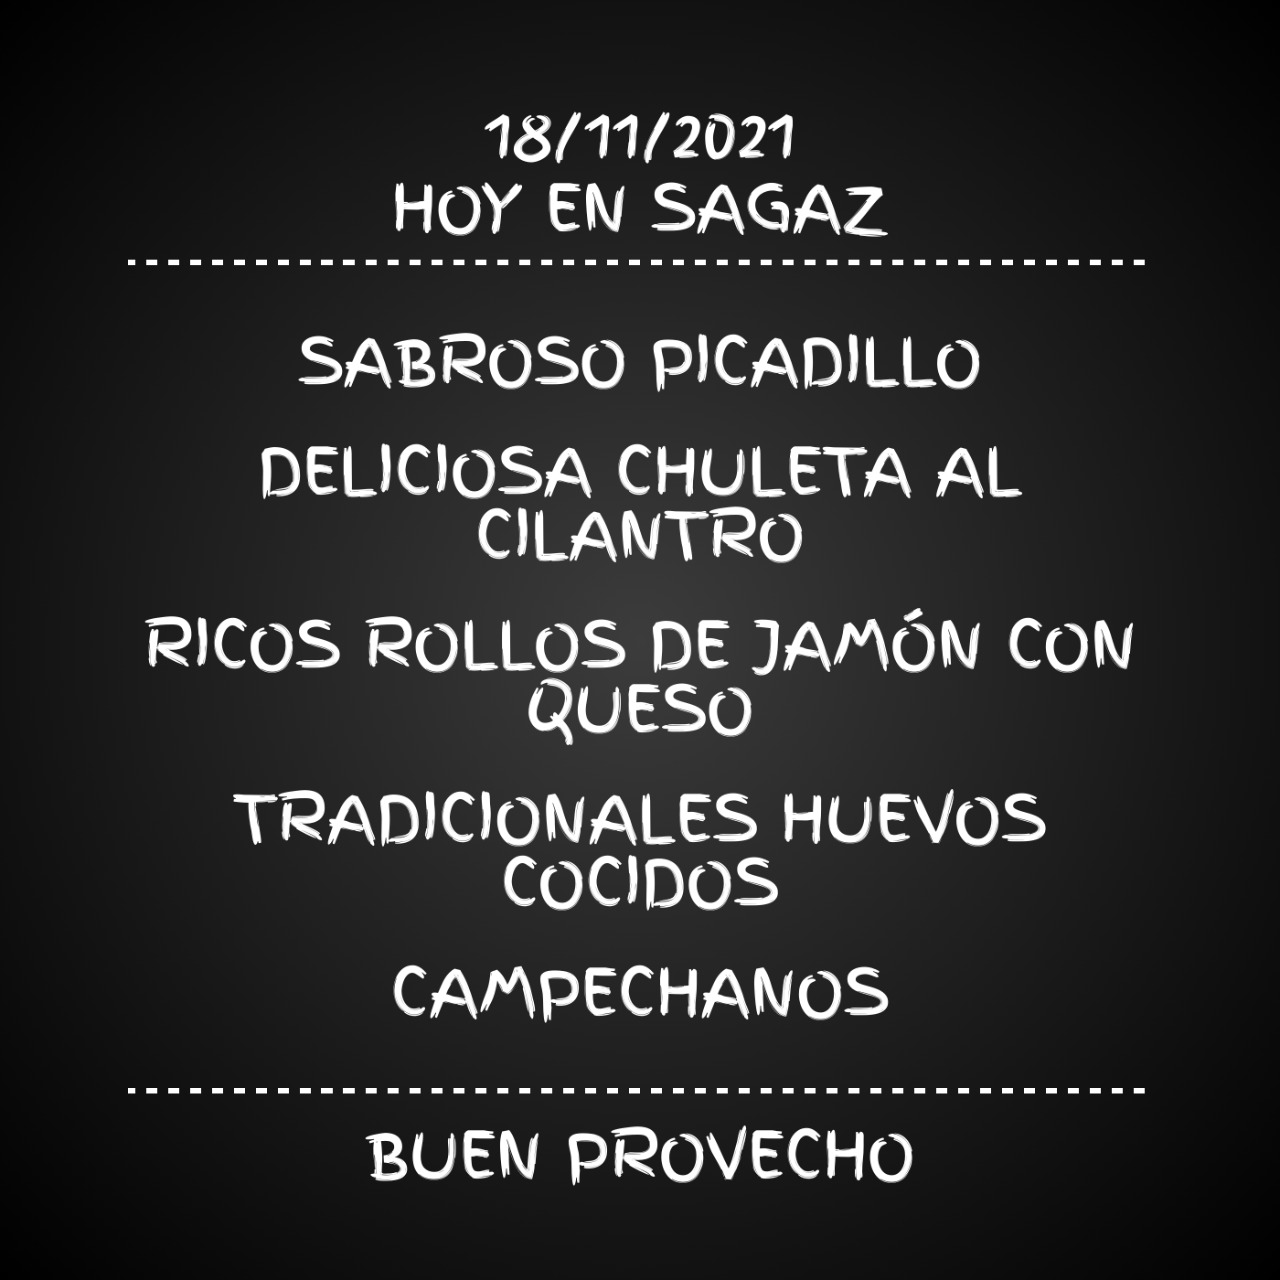 18/11/2021
HOY EN SAGAZ
SABROSO PICADILLO
DELICIOSA CHULETA AL
CILANTRO
RICOS ROLLOS DE JAMÓN CON
QUESO
TRADICIONALES HUEVOS
COCIDOS
CAMPECHANOS
BUEN PROVECHO